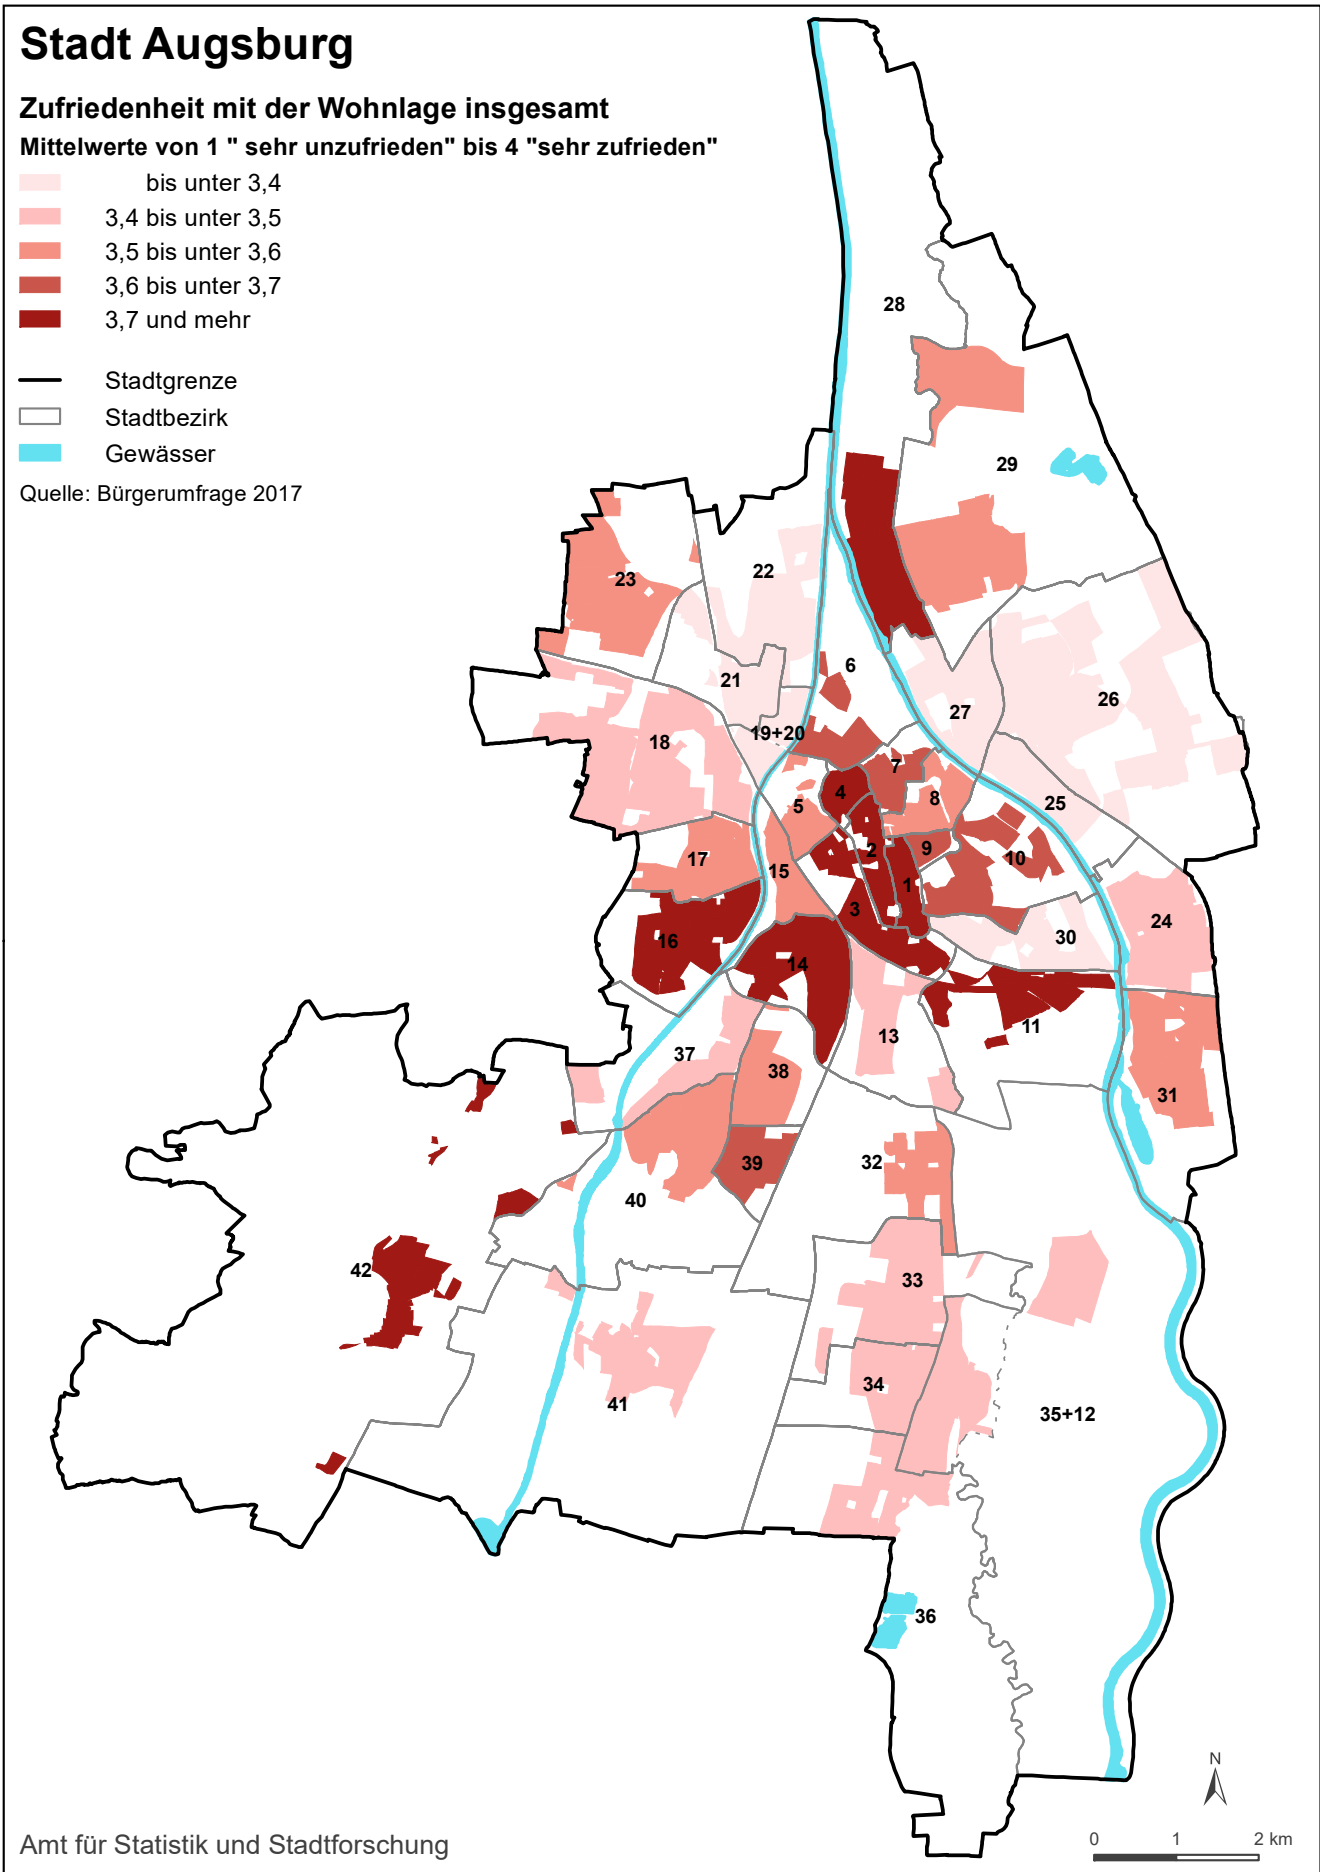 Stadt Augsburg
Zufriedenheit mit der Wohnlage insgesamt
Mittelwerte von 1 " sehr unzufrieden" bis 4 "sehr zufrieden"
bis unter 3,4
3,4 bis unter 3,5
3,5 bis unter 3,6
3,6 bis unter 3,7
3,7 und mehr
Stadtgrenze
Stadtbezirk
Gewässer
Quelle: Bürgerumfrage 2017
28
29
23
22
6
21
26
27
19+20
18
7
4
8
5
25
2
9
17
10
15
1
3
24
30
16
14
11
13
37
38
31
32
39
40
42
33
34
41
35+12
36
N
0 1 2 km
Amt für Statistik und Stadtforschung